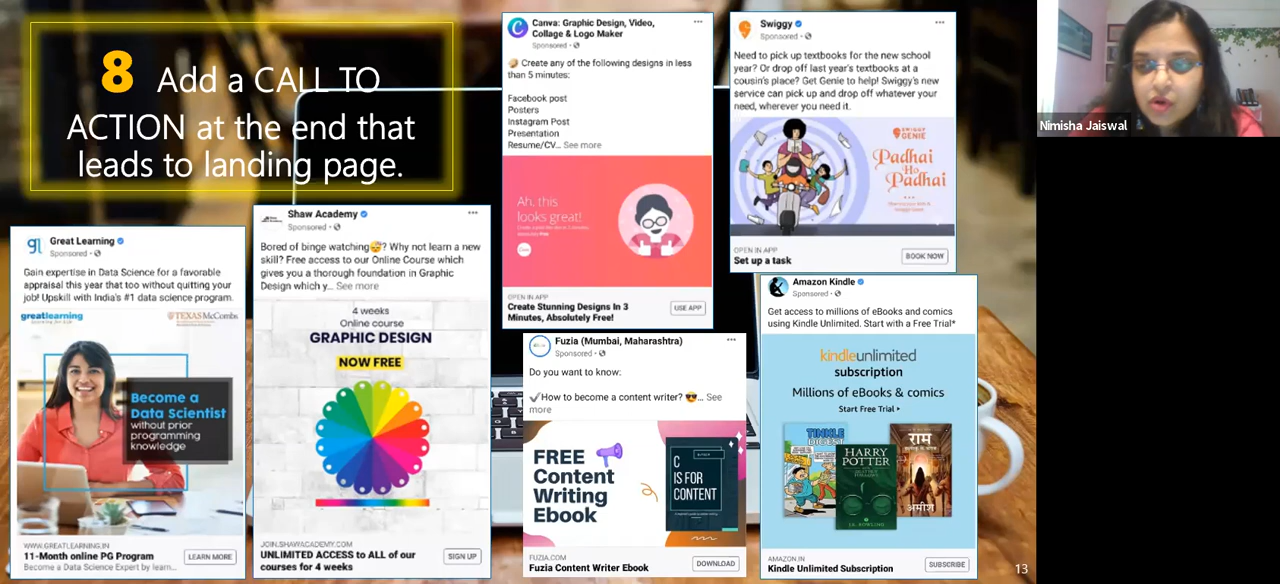 8 Add a CALL TO
ACTION at the end that
leads to landing page.
Canva: Graphic Design, Video,
Collage & Logo Maker
Sponsored
Create any of the following designs in less
than 5 minutes:
Facebook post
Posters
Instagram Post
Presentation
Resume/CV... See more
Ah, this
looks great!
Canva
OPEN IN APP
Create Stunning Designs In 3
Minutes, Absolutely Free!
USE APP
Swiggy
Sponsored
Need to pick up textbooks for the new school
year? Or drop off last year's textbooks at a
cousin's place? Get Genie to help! Swiggy's new
service can pick up and drop off whatever your
need, wherever you need it.
SWIGGY
GENIE
Padhai
Ho
Padhai
OPEN IN APP
Set up a task
BOOK NOW
Nimisha Jaiswal
Great Learning
Sponsored
Gain expertise in Data Science for a favorable
appraisal this year that too without quitting your
job! Upskill with India's #1 data science program.
greatlearning
TEXAS McCombs
Become a
Data Scientist
without prior
programming
knowledge
WWW.GREATLEARNING.IN
11-Month online PG Program
Become a Data Science Expert by learn...
LEARN MORE
Shaw Academy
Sponsored
Bored of binge watching😴? Why not learn a new
skill? Free access to our Online Course which
gives you a thorough foundation in Graphic
Design which y... See more
4 weeks
Online course
GRAPHIC DESIGN
NOW FREE
JOIN.SHAWACADEMY.COM
UNLIMITED ACCESS to ALL of our
courses for 4 weeks
SIGN UP
Fuzia (Mumbai, Maharashtra)
Sponsored
Do you want to know:
✔How to become a content writer? 😎... See
more
FREE
Content
Writing
Ebook
C
IS FOR
CONTENT
FUZIA.COM
Fuzia Content Writer Ebook
DOWNLOAD
Amazon Kindle
Sponsored
Get access to millions of eBooks and comics
using Kindle Unlimited. Start with a Free Trial*
kindleunlimited
subscription
Millions of eBooks & comics
Start Free Trial
TINKLE
DIGEST
HARRY
POTTER
J.K. ROWLING
राम
अमीश
AMAZON.IN
Kindle Unlimited Subscription
SUBSCRIBE
13